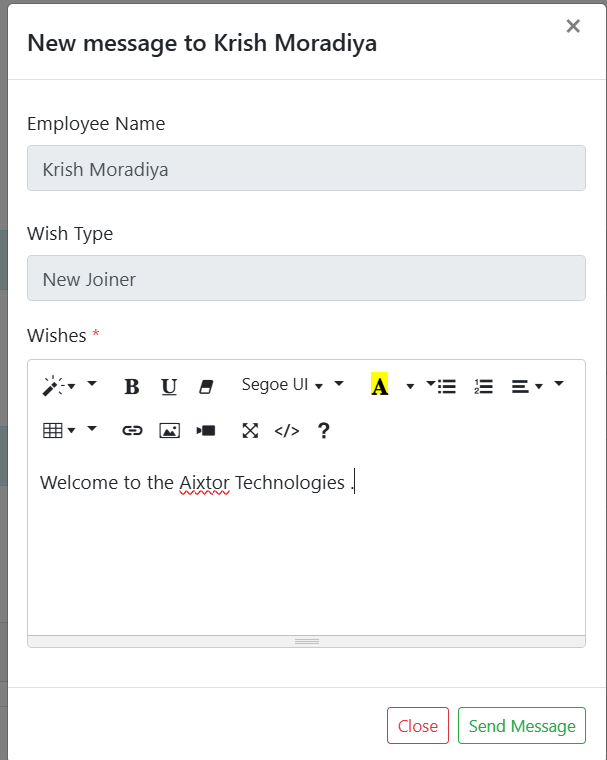 New message to Krish Moradiya
×
Employee Name
Krish Moradiya
Wish Type
New Joiner
Wishes *
B U Segoe UI A
</> ?
Welcome to the Aixtor Technologies .
Close Send Message